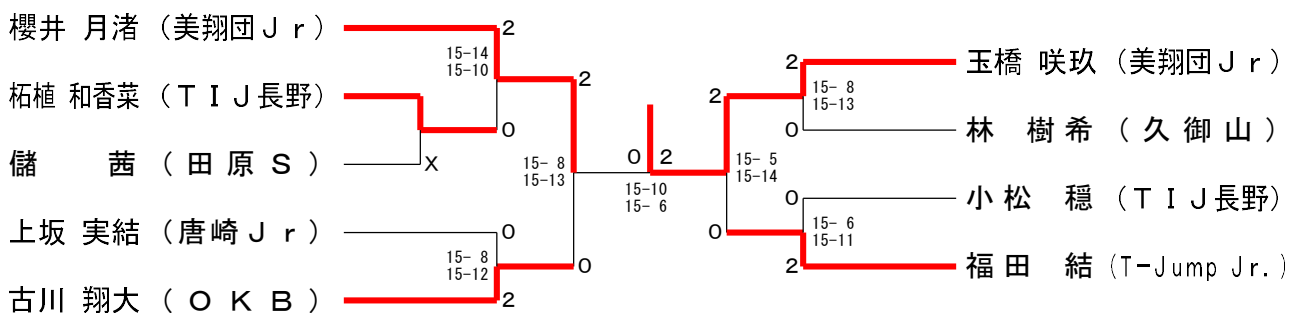 櫻井 月渚 (美翔団Ｊｒ)
2
15-14
15-10
2
柘植 和香菜 (ＴＩＪ長野)
0
儲 茜 (田原Ｓ)
X
15- 8
15-13
上坂 実結 (唐崎Ｊｒ)
0
15- 8
15-12
0
古川 翔大 (ＯＫＢ)
2
0 2
15-10
15- 6
2
玉橋 咲玖 (美翔団Ｊｒ)
2
15- 8
15-13
0
林 樹希 (久御山)
15- 5
15-14
0
小松 穏 (ＴＩＪ長野)
0
15- 6
15-11
2
福田 結 (T-Jump Jr.)